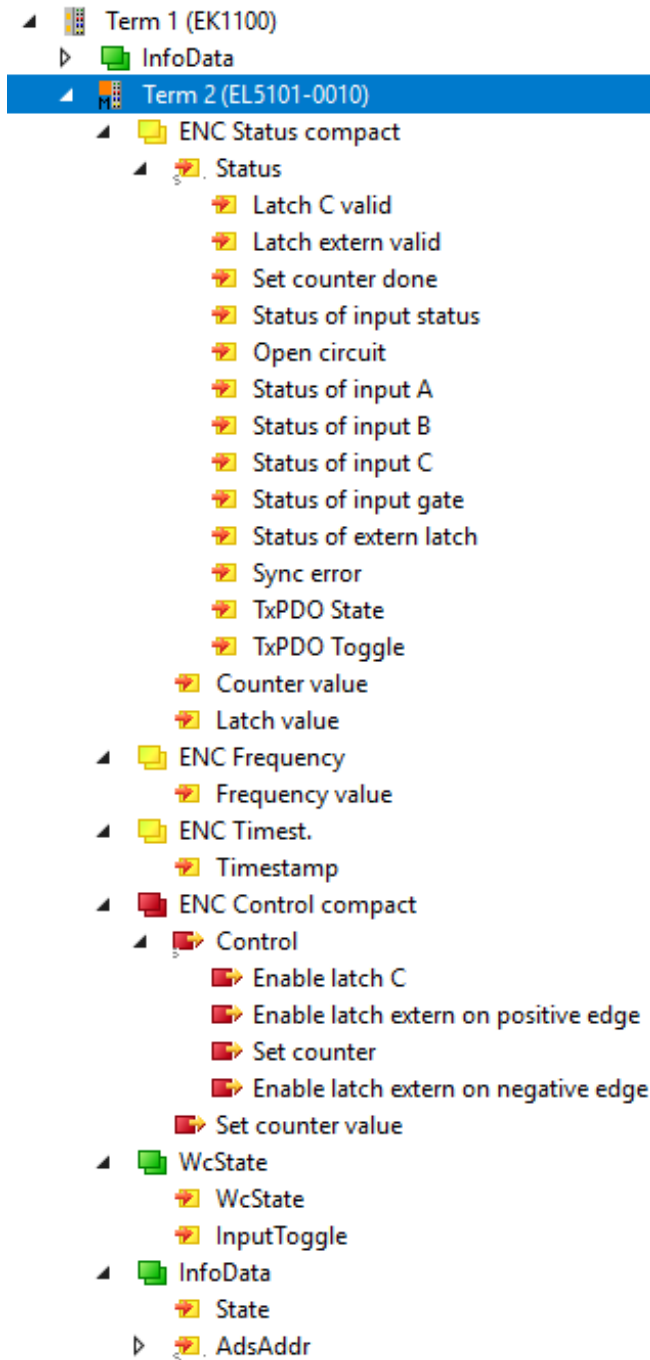 Term 1 (EK1100)
InfoData
Term 2 (EL5101-0010)
ENC Status compact
Status
Latch C valid
Latch extern valid
Set counter done
Status of input status
Open circuit
Status of input A
Status of input B
Status of input C
Status of input gate
Status of extern latch
Sync error
TxPDO State
TxPDO Toggle
Counter value
Latch value
ENC Frequency
Frequency value
ENC Timest.
Timestamp
ENC Control compact
Control
Enable latch C
Enable latch extern on positive edge
Set counter
Enable latch extern on negative edge
Set counter value
WcState
WcState
InputToggle
InfoData
State
AdsAddr